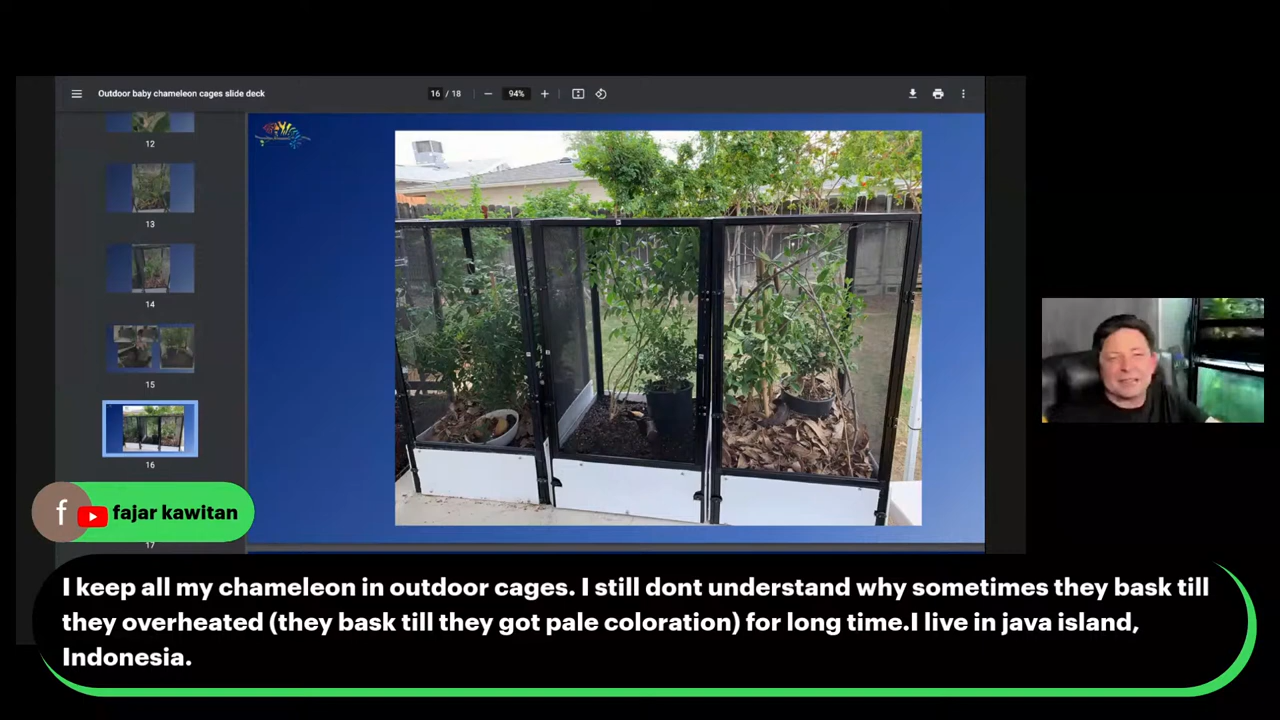 Outdoor baby chameleon cages slide deck
16 / 18
94%
12
13
14
15
16
17
f
fajar kawitan
I keep all my chameleon in outdoor cages. I still dont understand why sometimes they bask till
they overheated (they bask till they got pale coloration) for long time.I live in java island,
Indonesia.